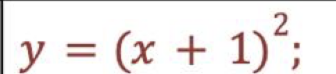 y = (x + 1)²;